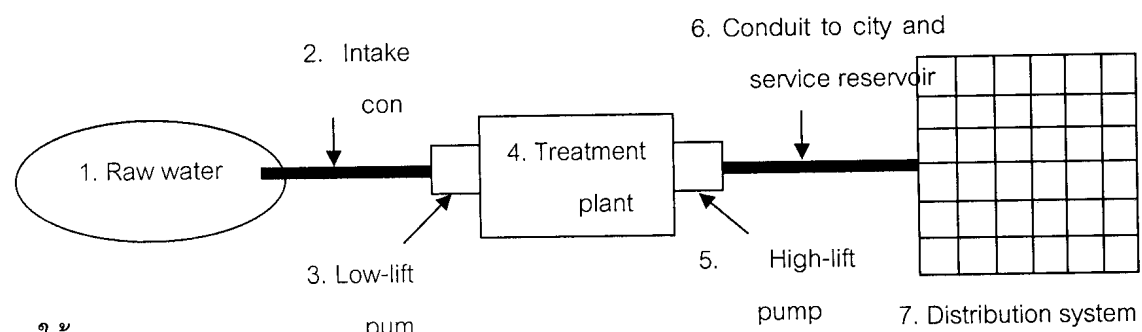 1. Raw water
2. Intake
con
3. Low-lift
pum
4. Treatment
plant
5. High-lift
pump
6. Conduit to city and
service reservoir
7. Distribution system